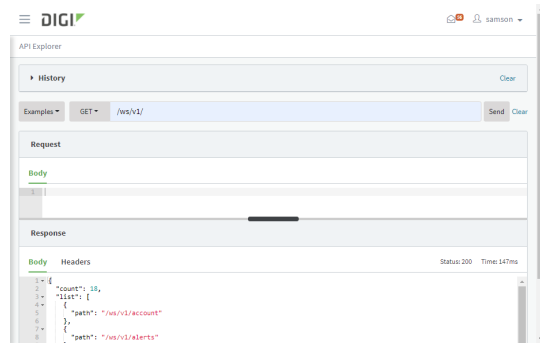 DIGI
samson
API Explorer
History Clear
Examples GET /ws/v1/ Send Clear
Request
Body
1
Response
Body Headers Status: 200 Time: 147ms
1 {
2 "count": 18,
3 "list": [
4 {
5 "path": "/ws/v1/account"
6 },
7 {
8 "path": "/ws/v1/alerts"